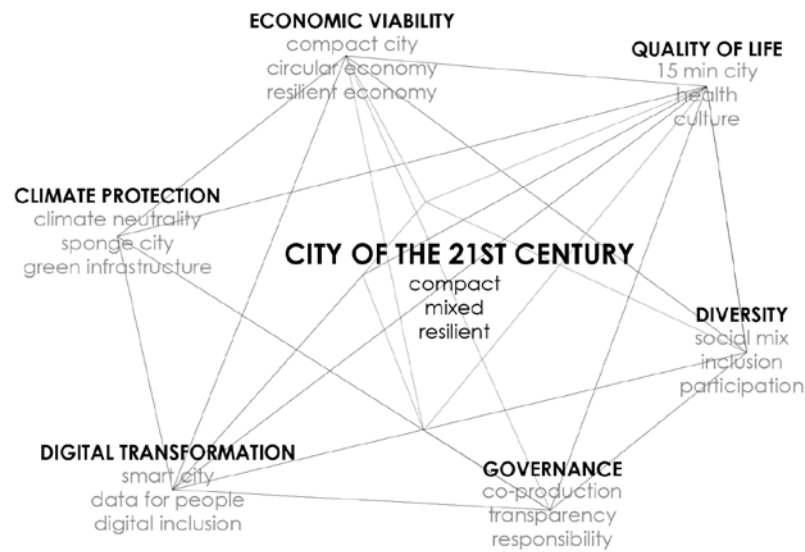 ECONOMIC VIABILITY
compact city
circular economy
resilient economy
QUALITY OF LIFE
15 min city
health
culture
CLIMATE PROTECTION
climate neutrality
sponge city
green infrastructure
CITY OF THE 21ST CENTURY
compact
mixed
resilient
DIVERSITY
social mix
inclusion
participation
DIGITAL TRANSFORMATION
smart city
data for people
digital inclusion
GOVERNANCE
co-production
transparency
responsibility